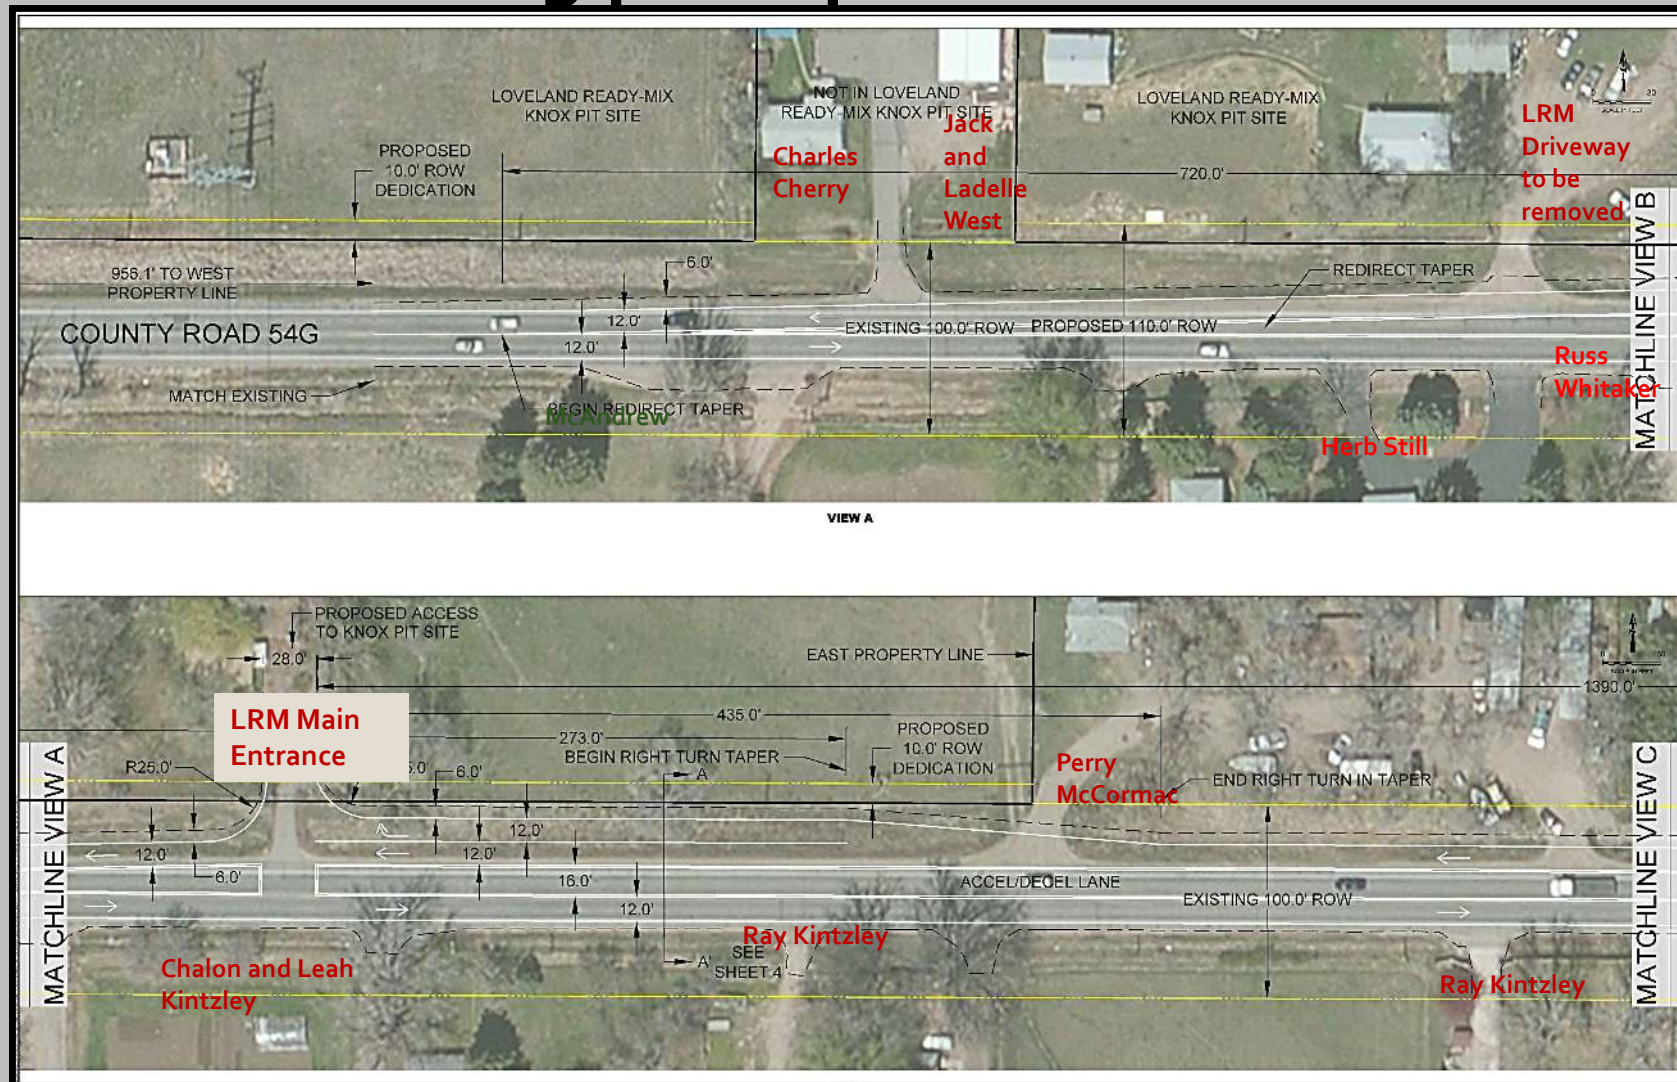 LOVELAND READY-MIX
KNOX PIT SITE
NOT IN LOVELAND
READY-MIX KNOX PIT SITE
LOVELAND READY-MIX
KNOX PIT SITE
PROPOSED
10.0' ROW
DEDICATION
Charles
Cherry
Jack
and
Ladelle
West
LRM
Driveway
to be
removed
720.0'
956.1' TO WEST
PROPERTY LINE
6.0'
REDIRECT TAPER
COUNTY ROAD 54G
12.0'
12.0'
EXISTING 100.0' ROW
PROPOSED 110.0' ROW
MATCH EXISTING
BEGIN REDIRECT TAPER
McAndrew
Herb Still
Russ
Whitaker
MATCHLINE VIEW B
VIEW A
PROPOSED ACCESS
TO KNOX PIT SITE
28.0'
EAST PROPERTY LINE
1390.0'
LRM Main
Entrance
435.0'
273.0'
BEGIN RIGHT TURN TAPER
PROPOSED
10.0' ROW
DEDICATION
Perry
McCormac
END RIGHT TURN IN TAPER
R25.0'
6.0'
A
MATCHLINE VIEW A
12.0'
6.0'
12.0'
12.0'
16.0'
12.0'
ACCEL/DECEL LANE
EXISTING 100.0' ROW
Ray Kintzley
SEE
SHEET 4
A'
Chalon and Leah
Kintzley
Ray Kintzley
MATCHLINE VIEW C